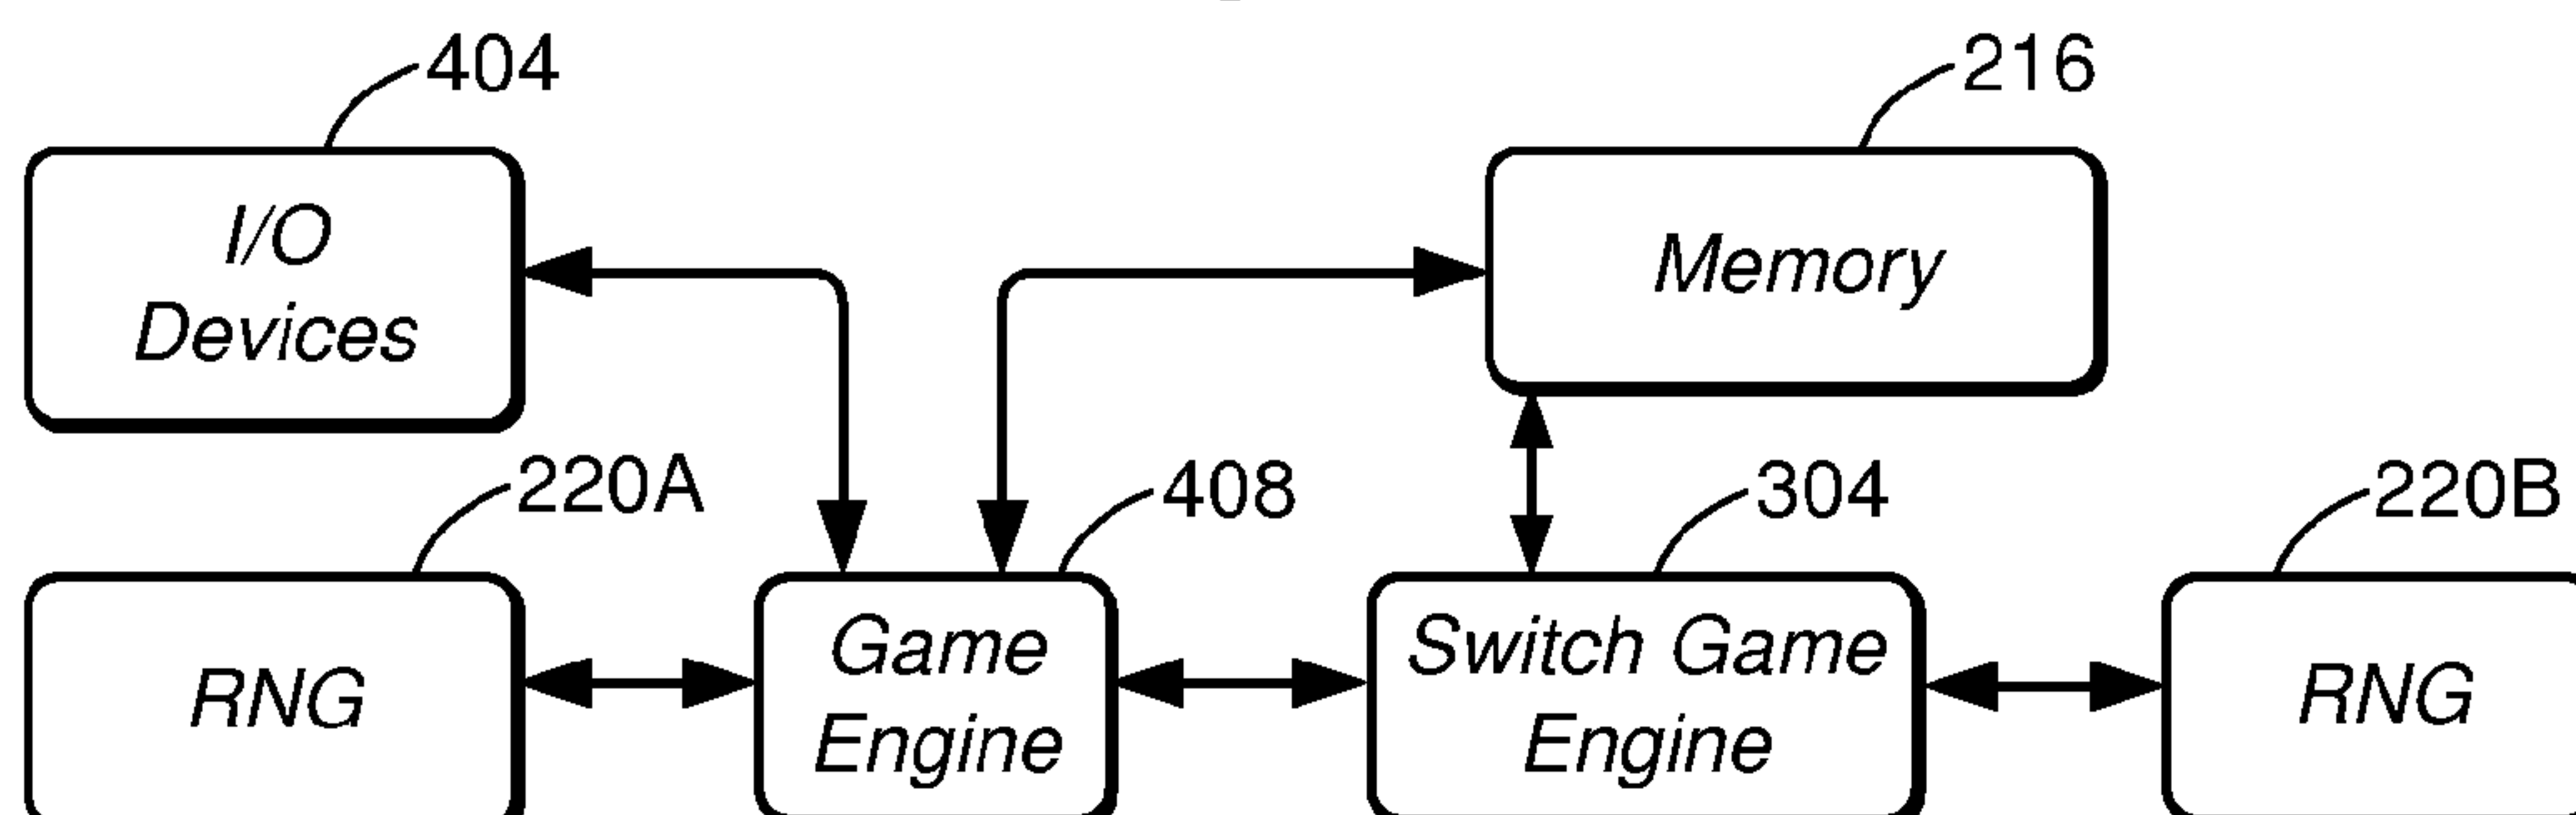 404
216
I/O
Devices
Memory
220A
408
304
220B
RNG
Game
Engine
Switch Game
Engine
RNG